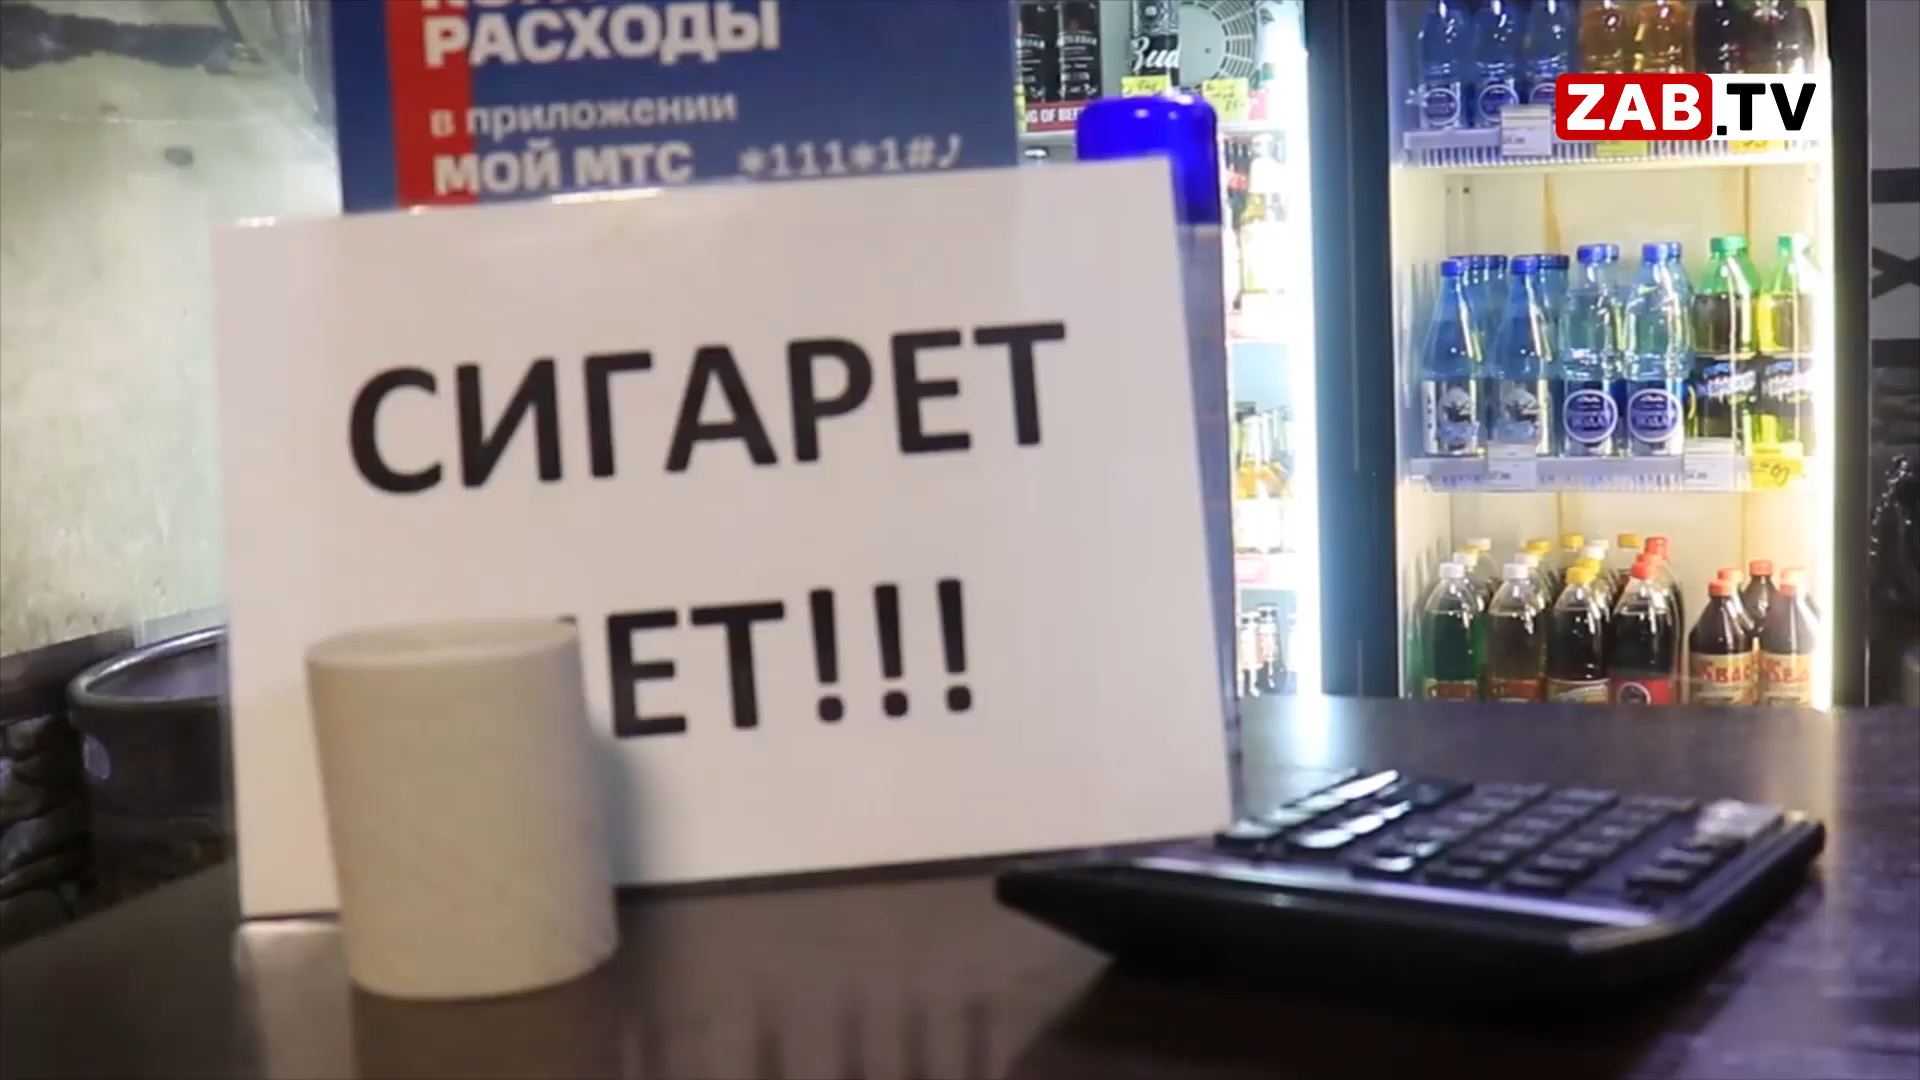 РАСХОДЫ
в приложении
МОЙ МТС *111*1#
ZAB.TV
СИГАРЕТ
ЕТ!!!